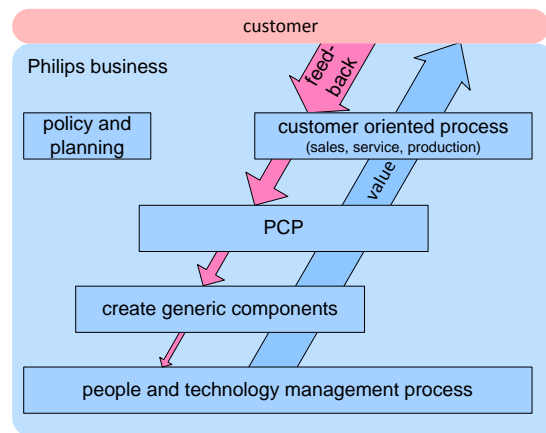 customer
Philips business
feed-
back
policy and
planning
customer oriented process
(sales, service, production)
value
PCP
create generic components
people and technology management process